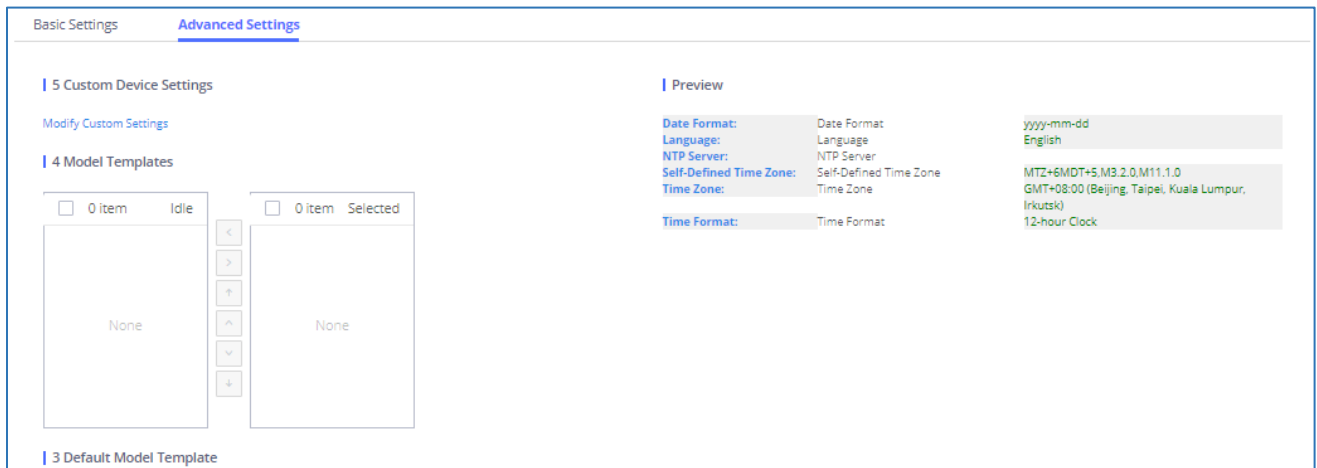 Basic Settings Advanced Settings
5 Custom Device Settings
Modify Custom Settings
4 Model Templates
0 item Idle
0 item Selected
None
None
3 Default Model Template
Preview
Date Format: Date Format yyyy-mm-dd
Language: Language English
NTP Server: NTP Server
Self-Defined Time Zone: Self-Defined Time Zone MTZ+6MDT+5,M3.2.0,M11.1.0
Time Zone: Time Zone GMT+08:00 (Beijing, Taipei, Kuala Lumpur,
Irkutsk)
Time Format: Time Format 12-hour Clock